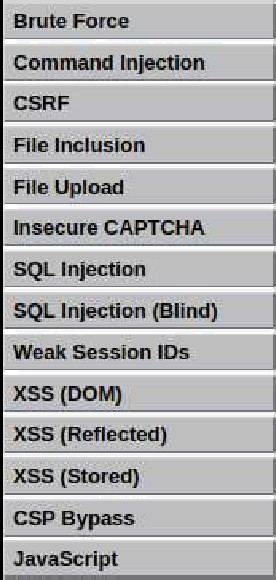 Brute Force
Command Injection
CSRF
File Inclusion
File Upload
Insecure CAPTCHA
SQL Injection
SQL Injection (Blind)
Weak Session IDs
XSS (DOM)
XSS (Reflected)
XSS (Stored)
CSP Bypass
JavaScript